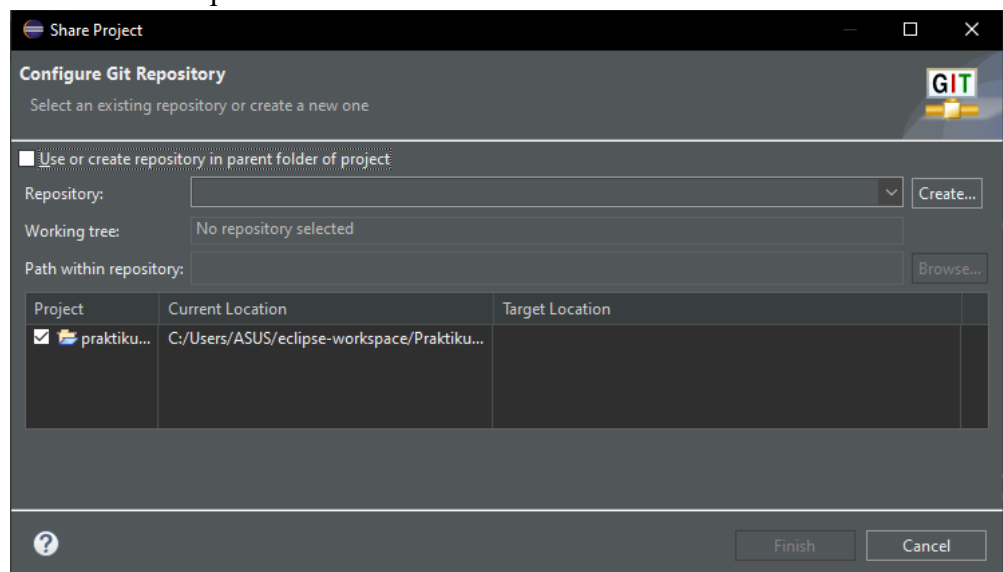 Share Project
Configure Git Repository
Select an existing repository or create a new one
GIT
Use or create repository in parent folder of project
Repository: Create...
Working tree: No repository selected
Path within repository: Browse...
Project Current Location Target Location
praktiku... C:/Users/ASUS/eclipse-workspace/Praktiku...
? Finish Cancel